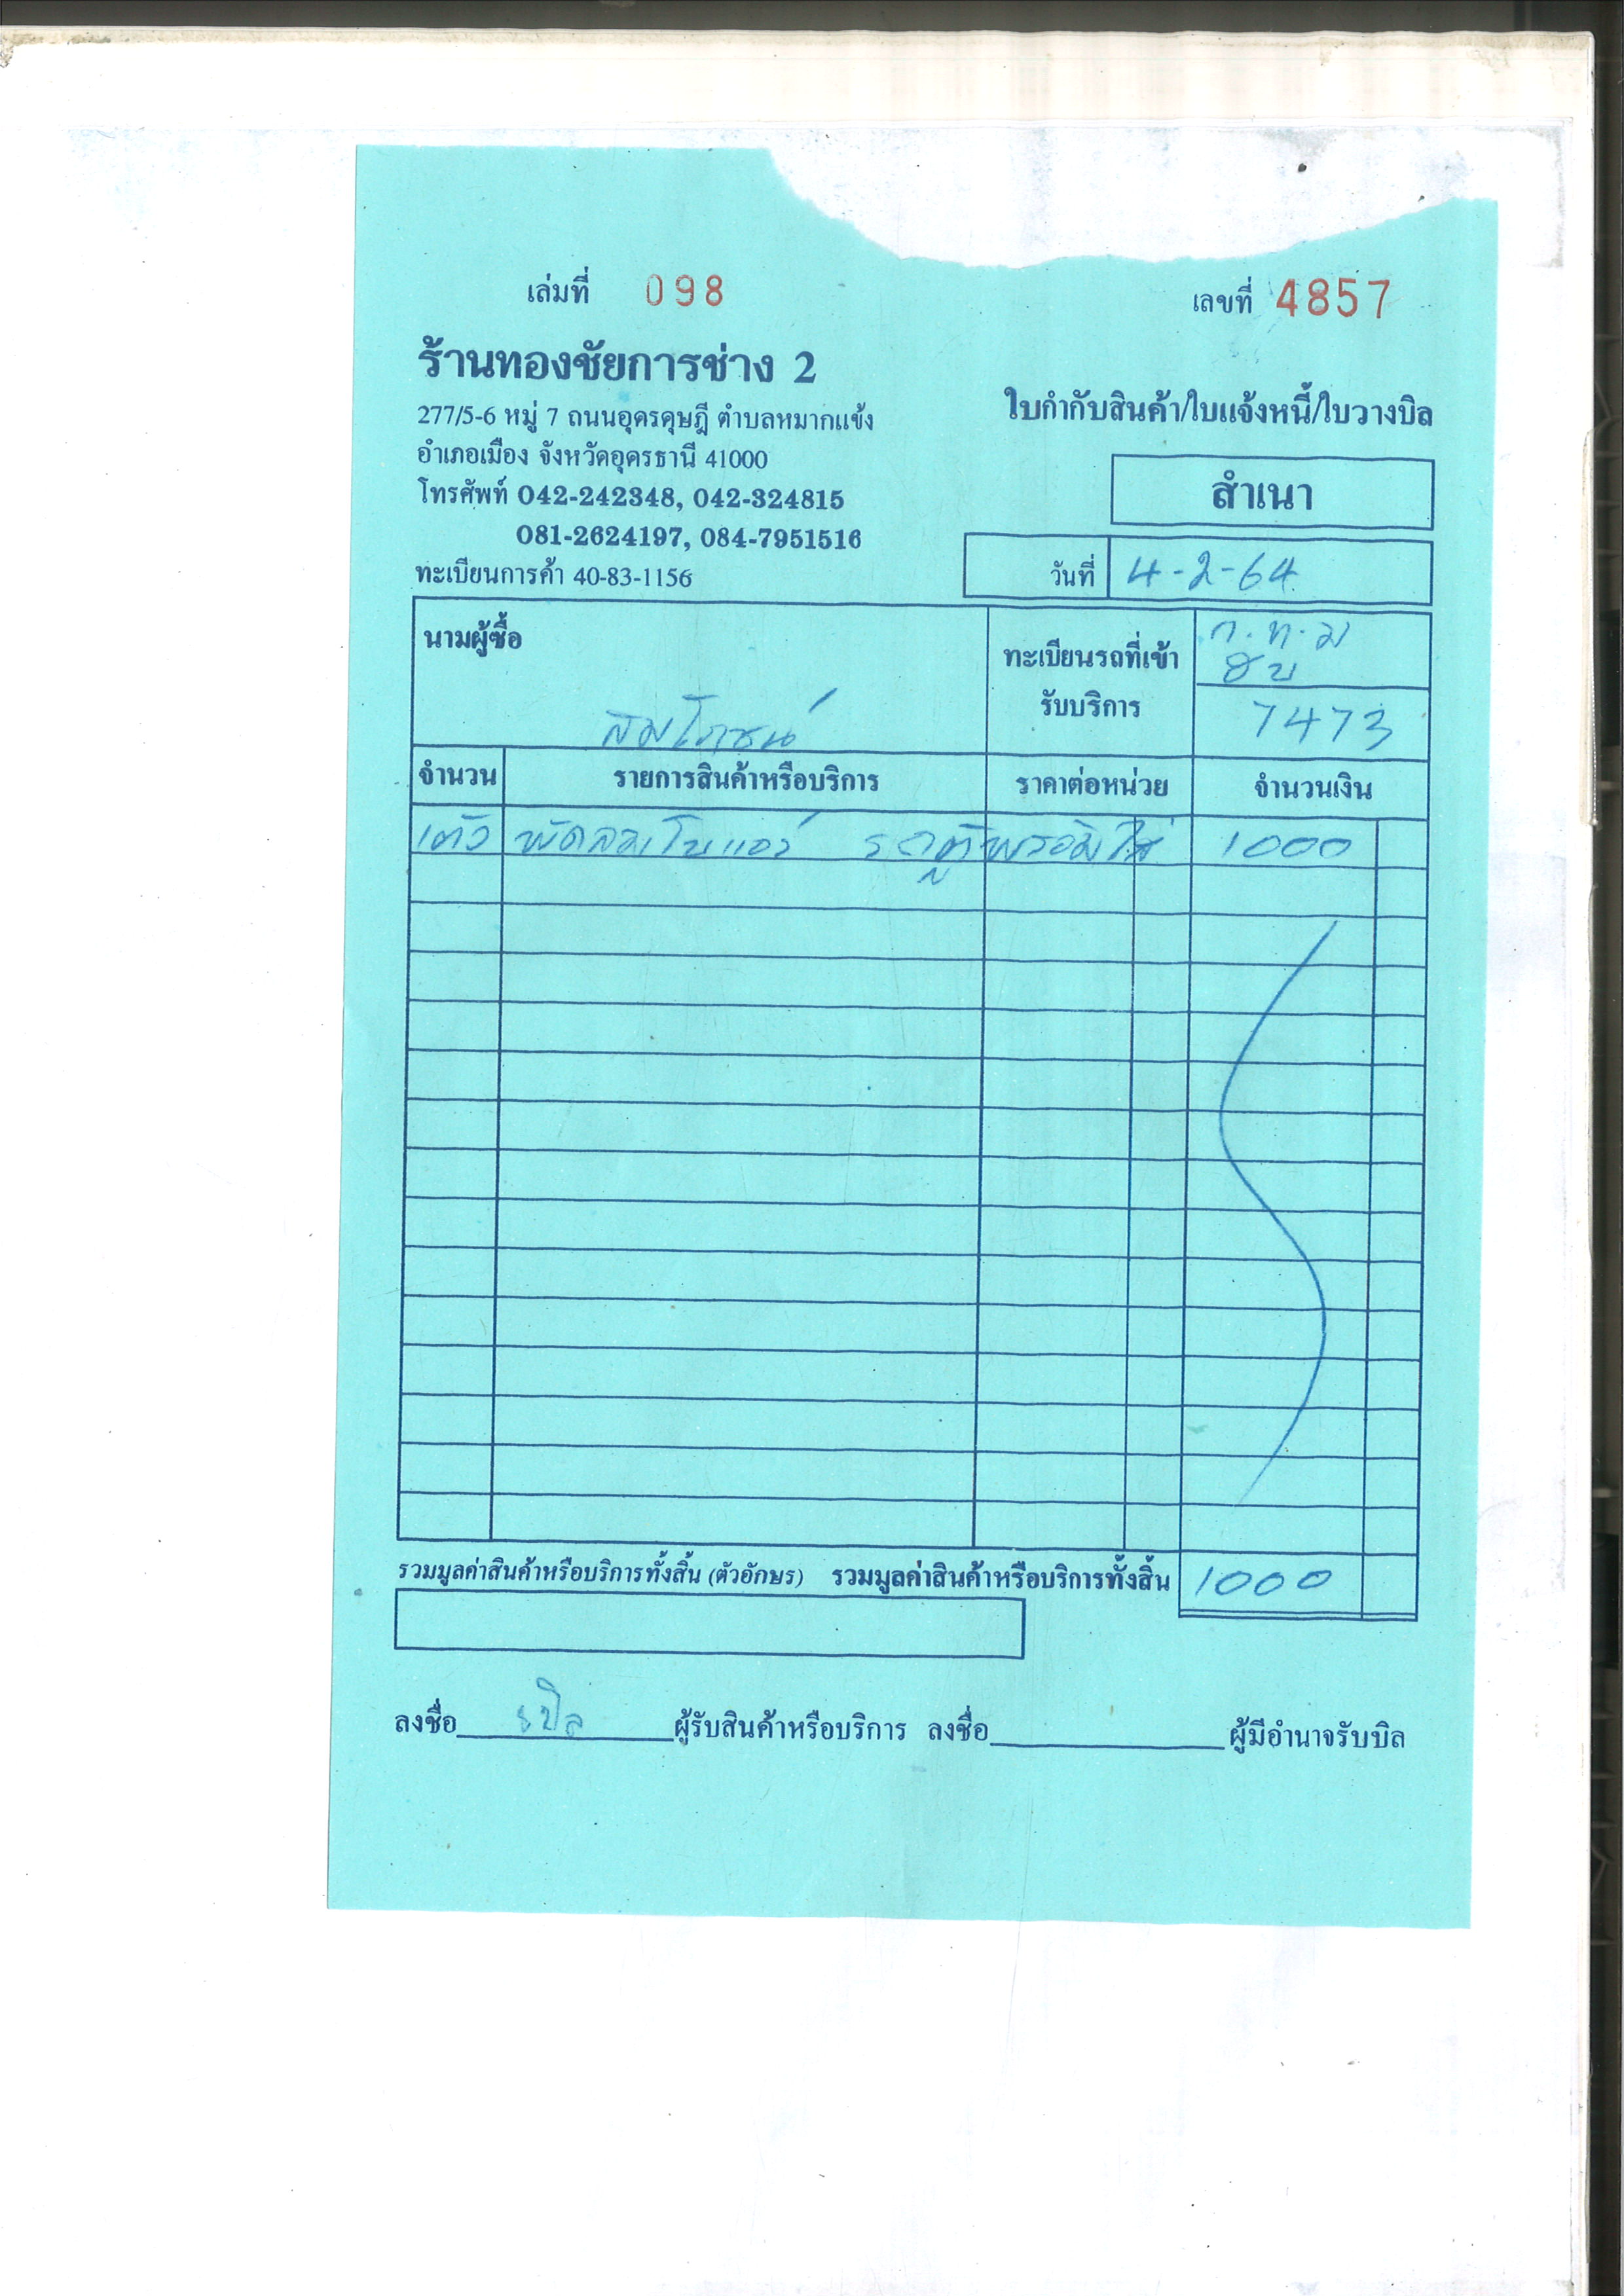 เล่มที่ 098
เลขที่ 4857
ร้านทองชัยการช่าง 2
277/5-6 หมู่ 7 ถนนอุดรดุษฎี ตำบลหมากแข้ง
อำเภอเมือง จังหวัดอุดรธานี 41000
โทรศัพท์ 042-242348, 042-324815
081-2624197, 084-7951516
ทะเบียนการค้า 40-83-1156
ใบกำกับสินค้า/ใบแจ้งหนี้/ใบวางบิล
สำเนา
วันที่ 4-2-64
นามผู้ซื้อ
ทะเบียนรถที่เข้า
รับบริการ
ก.ท.ม
ฮบ
7473
จำนวน รายการสินค้าหรือบริการ ราคาต่อหน่วย จำนวนเงิน
1ตัว พัดลมโบแอร์ รถตู้พร้อมใส่ 1000
รวมมูลค่าสินค้าหรือบริการทั้งสิ้น (ตัวอักษร) รวมมูลค่าสินค้าหรือบริการทั้งสิ้น 1000
ลงชื่อ ผู้รับสินค้าหรือบริการ ลงชื่อ ผู้มีอำนาจรับบิล